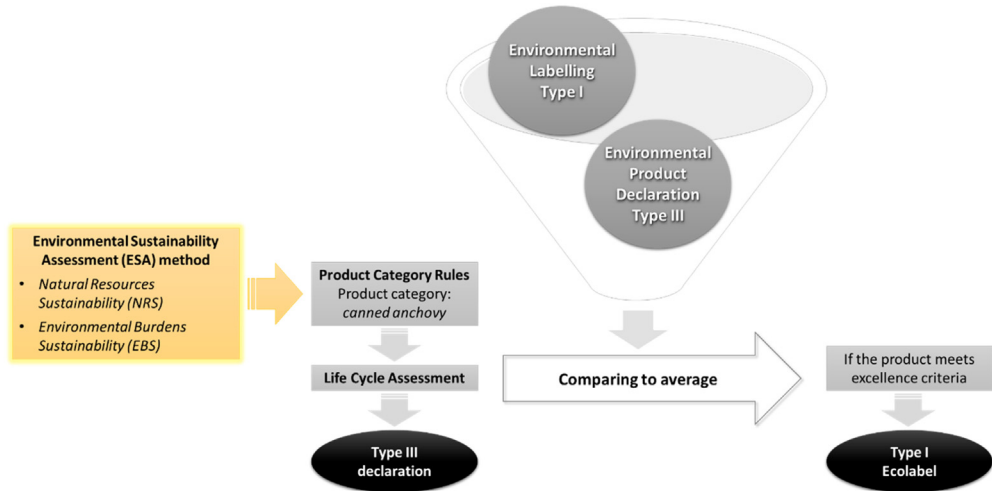 Environmental
Labelling
Type I
Environmental
Product
Declaration
Type III
Environmental Sustainability
Assessment (ESA) method
• Natural Resources
Sustainability (NRS)
• Environmental Burdens
Sustainability (EBS)
Product Category Rules
Product category:
canned anchovy
Life Cycle Assessment
Type III
declaration
Comparing to average
If the product meets
excellence criteria
Type I
Ecolabel